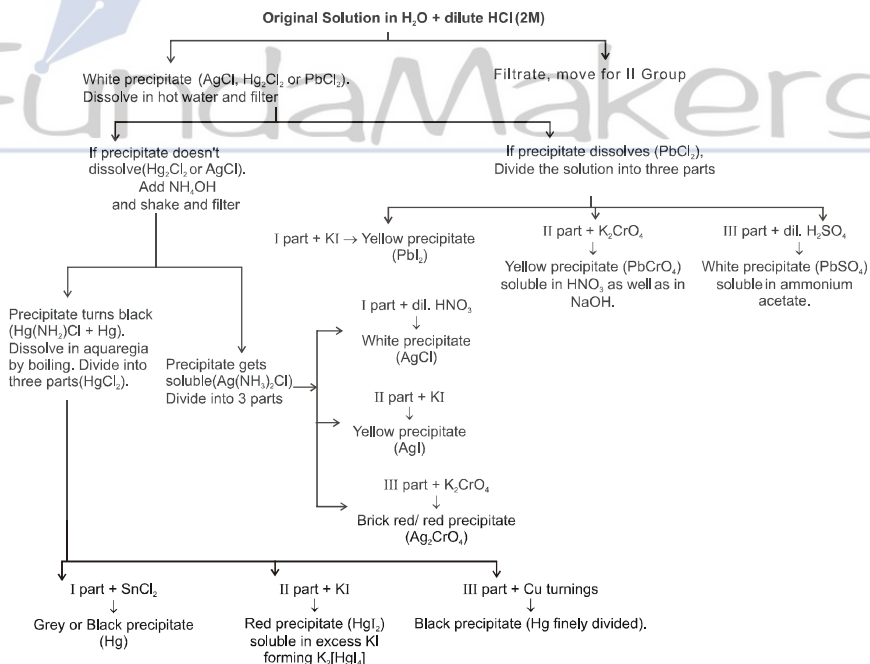 FundaMakers
Original Solution in H₂O + dilute HCl (2M)
White precipitate (AgCl, Hg₂Cl₂ or PbCl₂).
Dissolve in hot water and filter
Filtrate, move for II Group
If precipitate doesn't
dissolve(Hg₂Cl₂ or AgCl).
Add NH₄OH
and shake and filter
If precipitate dissolves (PbCl₂),
Divide the solution into three parts
I part + KI → Yellow precipitate
(PbI₂)
II part + K₂CrO₄
↓
Yellow precipitate (PbCrO₄)
soluble in HNO₃ as well as in
NaOH.
III part + dil. H₂SO₄
↓
White precipitate (PbSO₄)
soluble in ammonium
acetate.
Precipitate turns black
(Hg(NH₂)Cl + Hg).
Dissolve in aquaregia
by boiling. Divide into
three parts(HgCl₂).
Precipitate gets
soluble(Ag(NH₃)₂Cl)
Divide into 3 parts
I part + dil. HNO₃
↓
White precipitate
(AgCl)
II part + KI
↓
Yellow precipitate
(AgI)
III part + K₂CrO₄
↓
Brick red/ red precipitate
(Ag₂CrO₄)
I part + SnCl₂
↓
Grey or Black precipitate
(Hg)
II part + KI
↓
Red precipitate (HgI₂)
soluble in excess KI
forming K₂[HgI₄]
III part + Cu turnings
↓
Black precipitate (Hg finely divided).